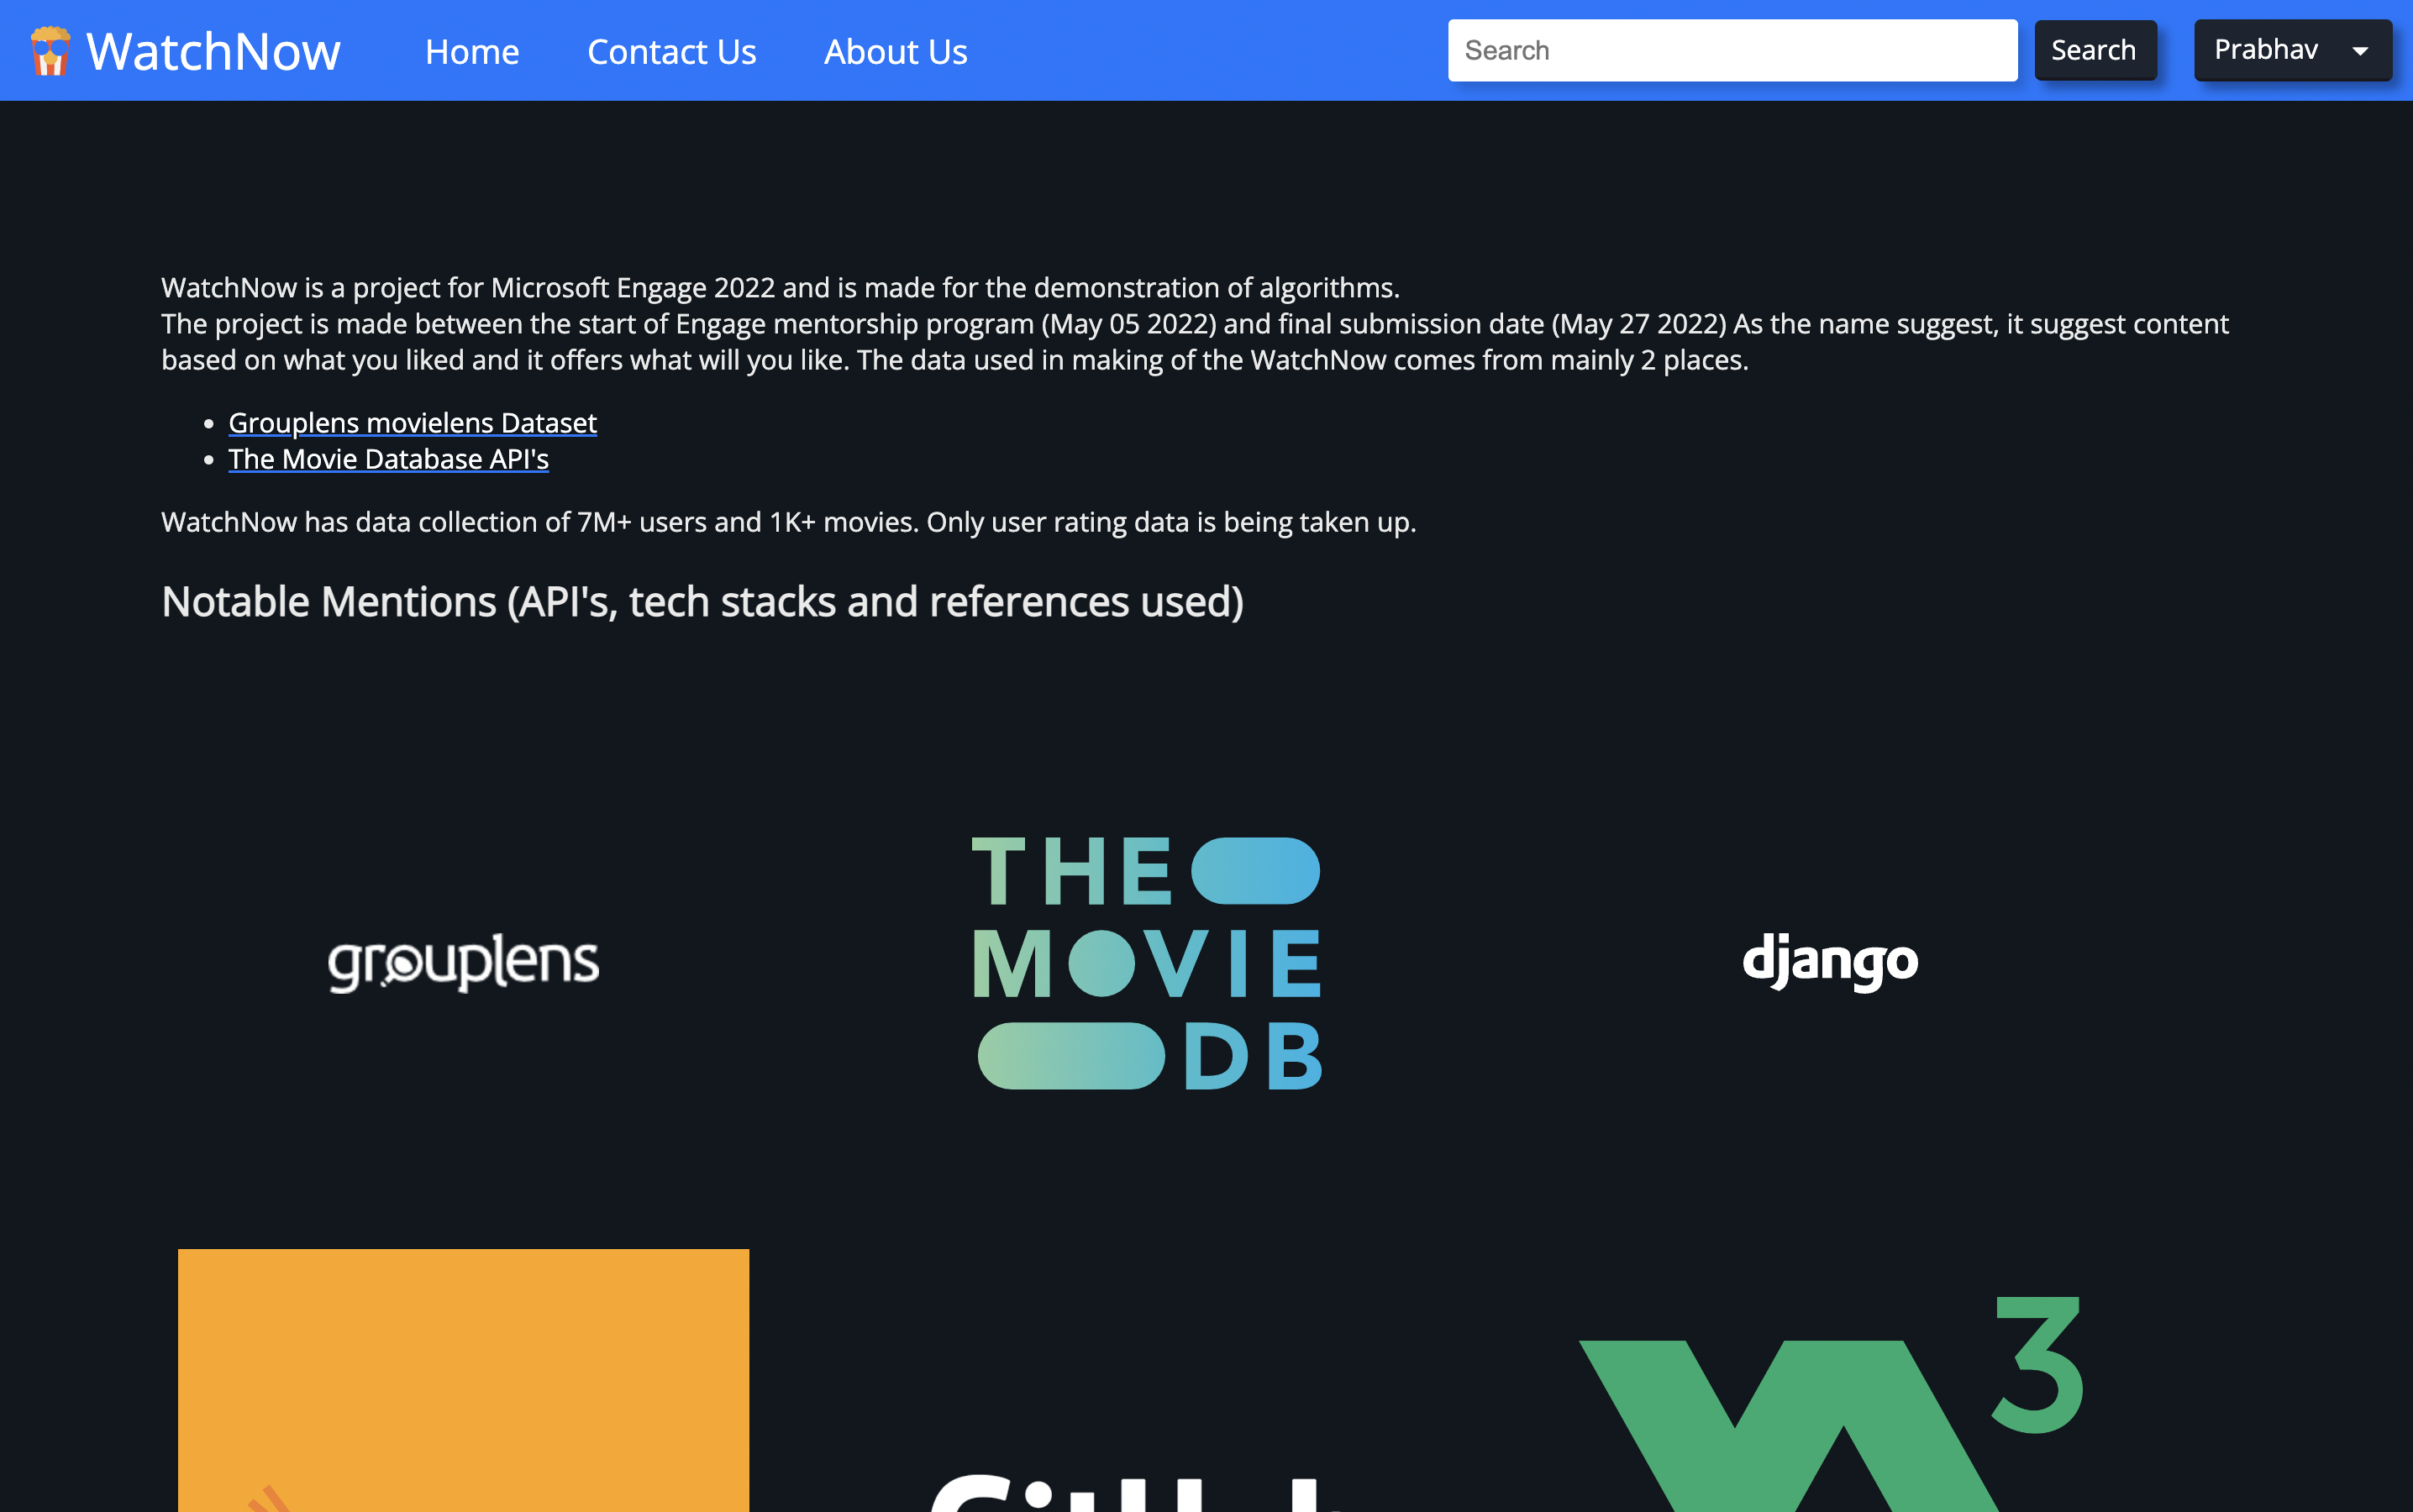 WatchNow Home Contact Us About Us Search Search Prabhav
WatchNow is a project for Microsoft Engage 2022 and is made for the demonstration of algorithms.
The project is made between the start of Engage mentorship program (May 05 2022) and final submission date (May 27 2022) As the name suggest, it suggest content
based on what you liked and it offers what will you like. The data used in making of the WatchNow comes from mainly 2 places.
• Grouplens movielens Dataset
• The Movie Database API's
WatchNow has data collection of 7M+ users and 1K+ movies. Only user rating data is being taken up.
Notable Mentions (API's, tech stacks and references used)
grouplens
THE
MOVIE
DB
django
GitHub
W3